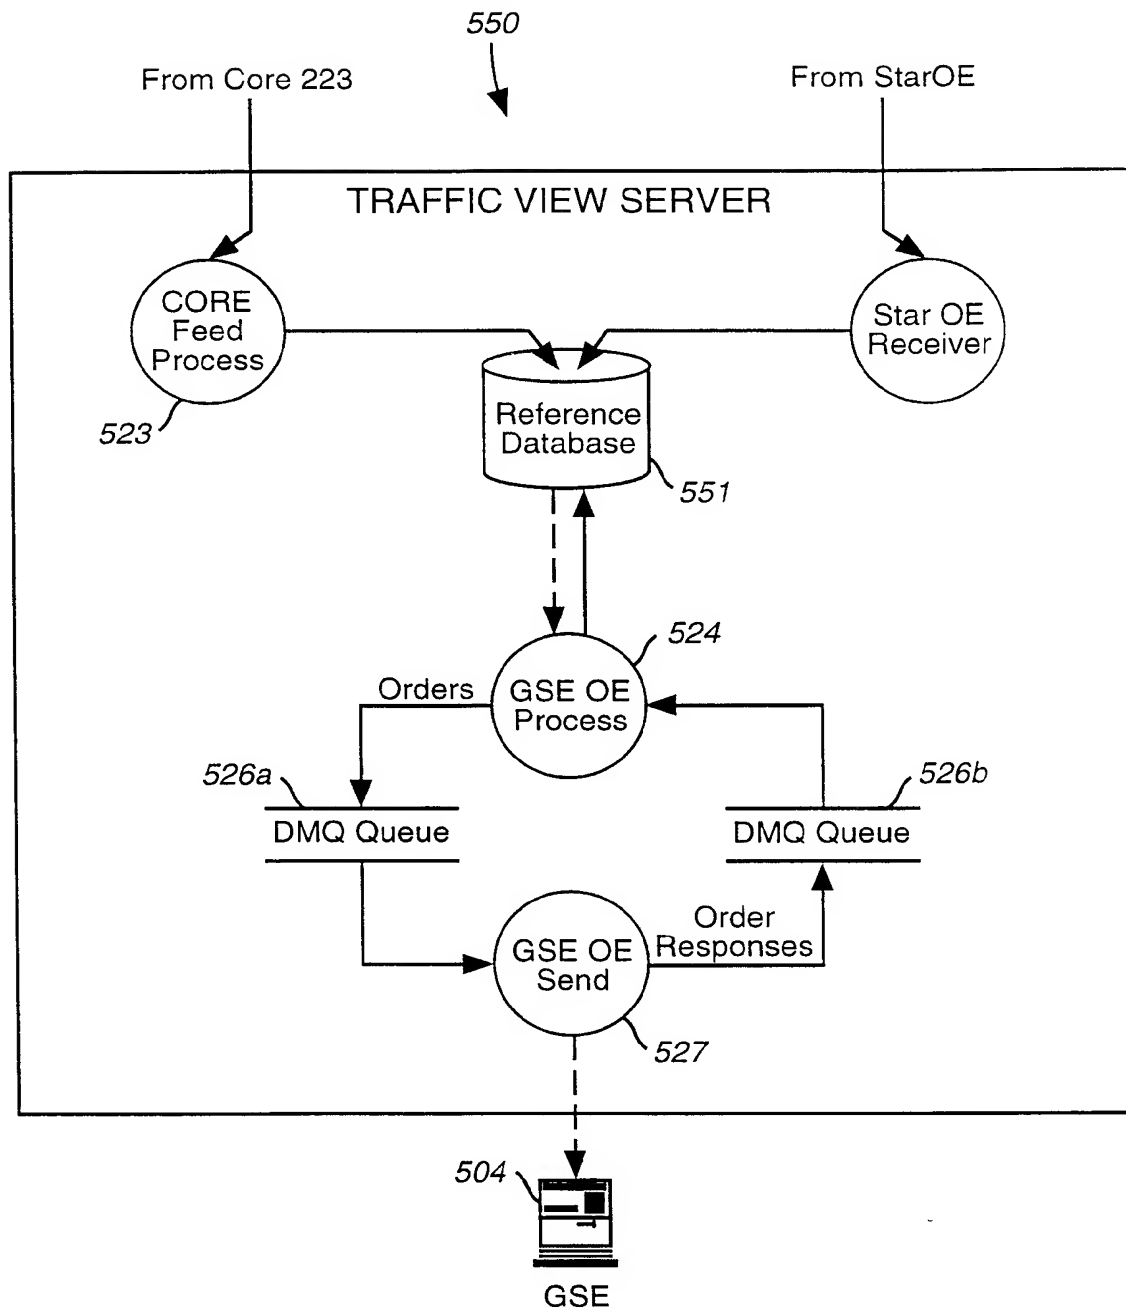 550
From Core 223
From StarOE
TRAFFIC VIEW SERVER
CORE
Feed
Process
Star OE
Receiver
523
Reference
Database
551
524
Orders
GSE OE
Process
526a
526b
DMQ Queue
DMQ Queue
GSE OE
Send
Order
Responses
527
504
GSE